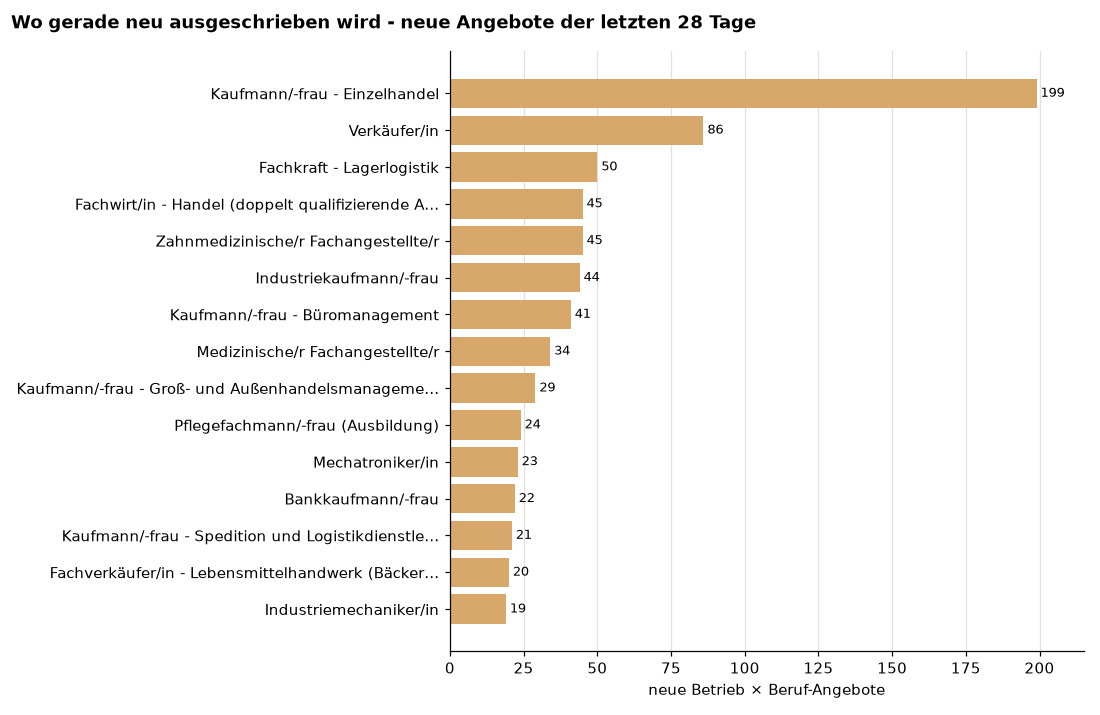 Wo gerade neu ausgeschrieben wird - neue Angebote der letzten 28 Tage
Kaufmann/-frau - Einzelhandel 199
Verkäufer/in 86
Fachkraft - Lagerlogistik 50
Fachwirt/in - Handel (doppelt qualifizierende A... 45
Zahnmedizinische/r Fachangestellte/r 45
Industriekaufmann/-frau 44
Kaufmann/-frau - Büromanagement 41
Medizinische/r Fachangestellte/r 34
Kaufmann/-frau - Groß- und Außenhandelsmanageme... 29
Pflegefachmann/-frau (Ausbildung) 24
Mechatroniker/in 23
Bankkaufmann/-frau 22
Kaufmann/-frau - Spedition und Logistikdienstle... 21
Fachverkäufer/in - Lebensmittelhandwerk (Bäcker... 20
Industriemechaniker/in 19
0 25 50 75 100 125 150 175 200
neue Betrieb × Beruf-Angebote